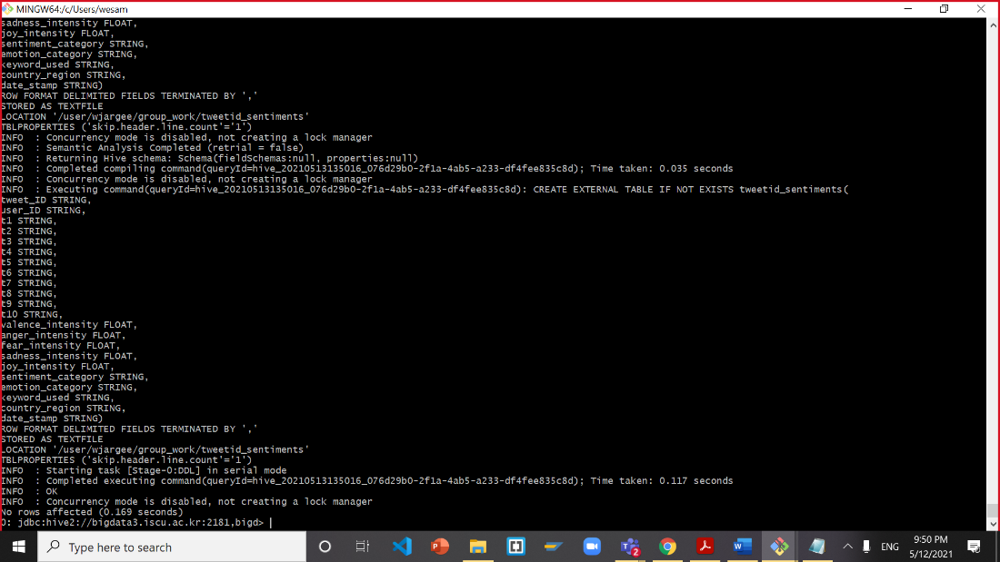 MINGW64:/c/Users/wesam
sadness_intensity FLOAT,
joy_intensity FLOAT,
sentiment_category STRING,
emotion_category STRING,
keyword_used STRING,
country_region STRING,
date_stamp STRING)
ROW FORMAT DELIMITED FIELDS TERMINATED BY ','
STORED AS TEXTFILE
LOCATION '/user/wjargee/group_work/tweetid_sentiments'
TBLPROPERTIES ('skip.header.line.count'='1')
INFO  : Concurrency mode is disabled, not creating a lock manager
INFO  : Semantic Analysis Completed (retrial = false)
INFO  : Returning Hive schema: Schema(fieldSchemas:null, properties:null)
INFO  : Completed compiling command(queryId=hive_20210513135016_076d29b0-2f1a-4ab5-a233-df4fee835c8d); Time taken: 0.035 seconds
INFO  : Concurrency mode is disabled, not creating a lock manager
INFO  : Executing command(queryId=hive_20210513135016_076d29b0-2f1a-4ab5-a233-df4fee835c8d): CREATE EXTERNAL TABLE IF NOT EXISTS tweetid_sentiments(
tweet_ID STRING,
user_ID STRING,
t1 STRING,
t2 STRING,
t3 STRING,
t4 STRING,
t5 STRING,
t6 STRING,
t7 STRING,
t8 STRING,
t9 STRING,
t10 STRING,
valence_intensity FLOAT,
anger_intensity FLOAT,
fear_intensity FLOAT,
sadness_intensity FLOAT,
joy_intensity FLOAT,
sentiment_category STRING,
emotion_category STRING,
keyword_used STRING,
country_region STRING,
date_stamp STRING)
ROW FORMAT DELIMITED FIELDS TERMINATED BY ','
STORED AS TEXTFILE
LOCATION '/user/wjargee/group_work/tweetid_sentiments'
TBLPROPERTIES ('skip.header.line.count'='1')
INFO  : Starting task [Stage-0:DDL] in serial mode
INFO  : Completed executing command(queryId=hive_20210513135016_076d29b0-2f1a-4ab5-a233-df4fee835c8d); Time taken: 0.117 seconds
INFO  : OK
INFO  : Concurrency mode is disabled, not creating a lock manager
No rows affected (0.169 seconds)
0: jdbc:hive2://bigdata3.iscu.ac.kr:2181,bigd>
Type here to search
ENG
9:50 PM
5/12/2021